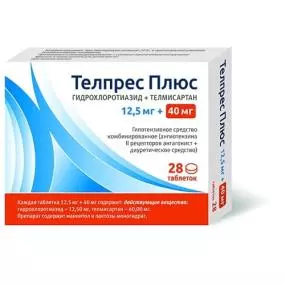 Телпрес Плюс
ГИДРОХЛОРОТИАЗИД + ТЕЛМИСАРТАН
12,5 мг + 40 мг
Гипотензивное средство
комбинированное (ангиотензина
II рецепторов антагонист +
диуретическое средство)
28 таблеток
Каждая таблетка 12,5 мг + 40 мг содержит: действующие вещества:
гидрохлоротиазид – 12,50 мг, телмисартан – 40,00 мг.
Препарат содержит маннитол и лактозы моногидрат.
Телпрес Плюс
12,5 мг + 40 мг
таблетки 28